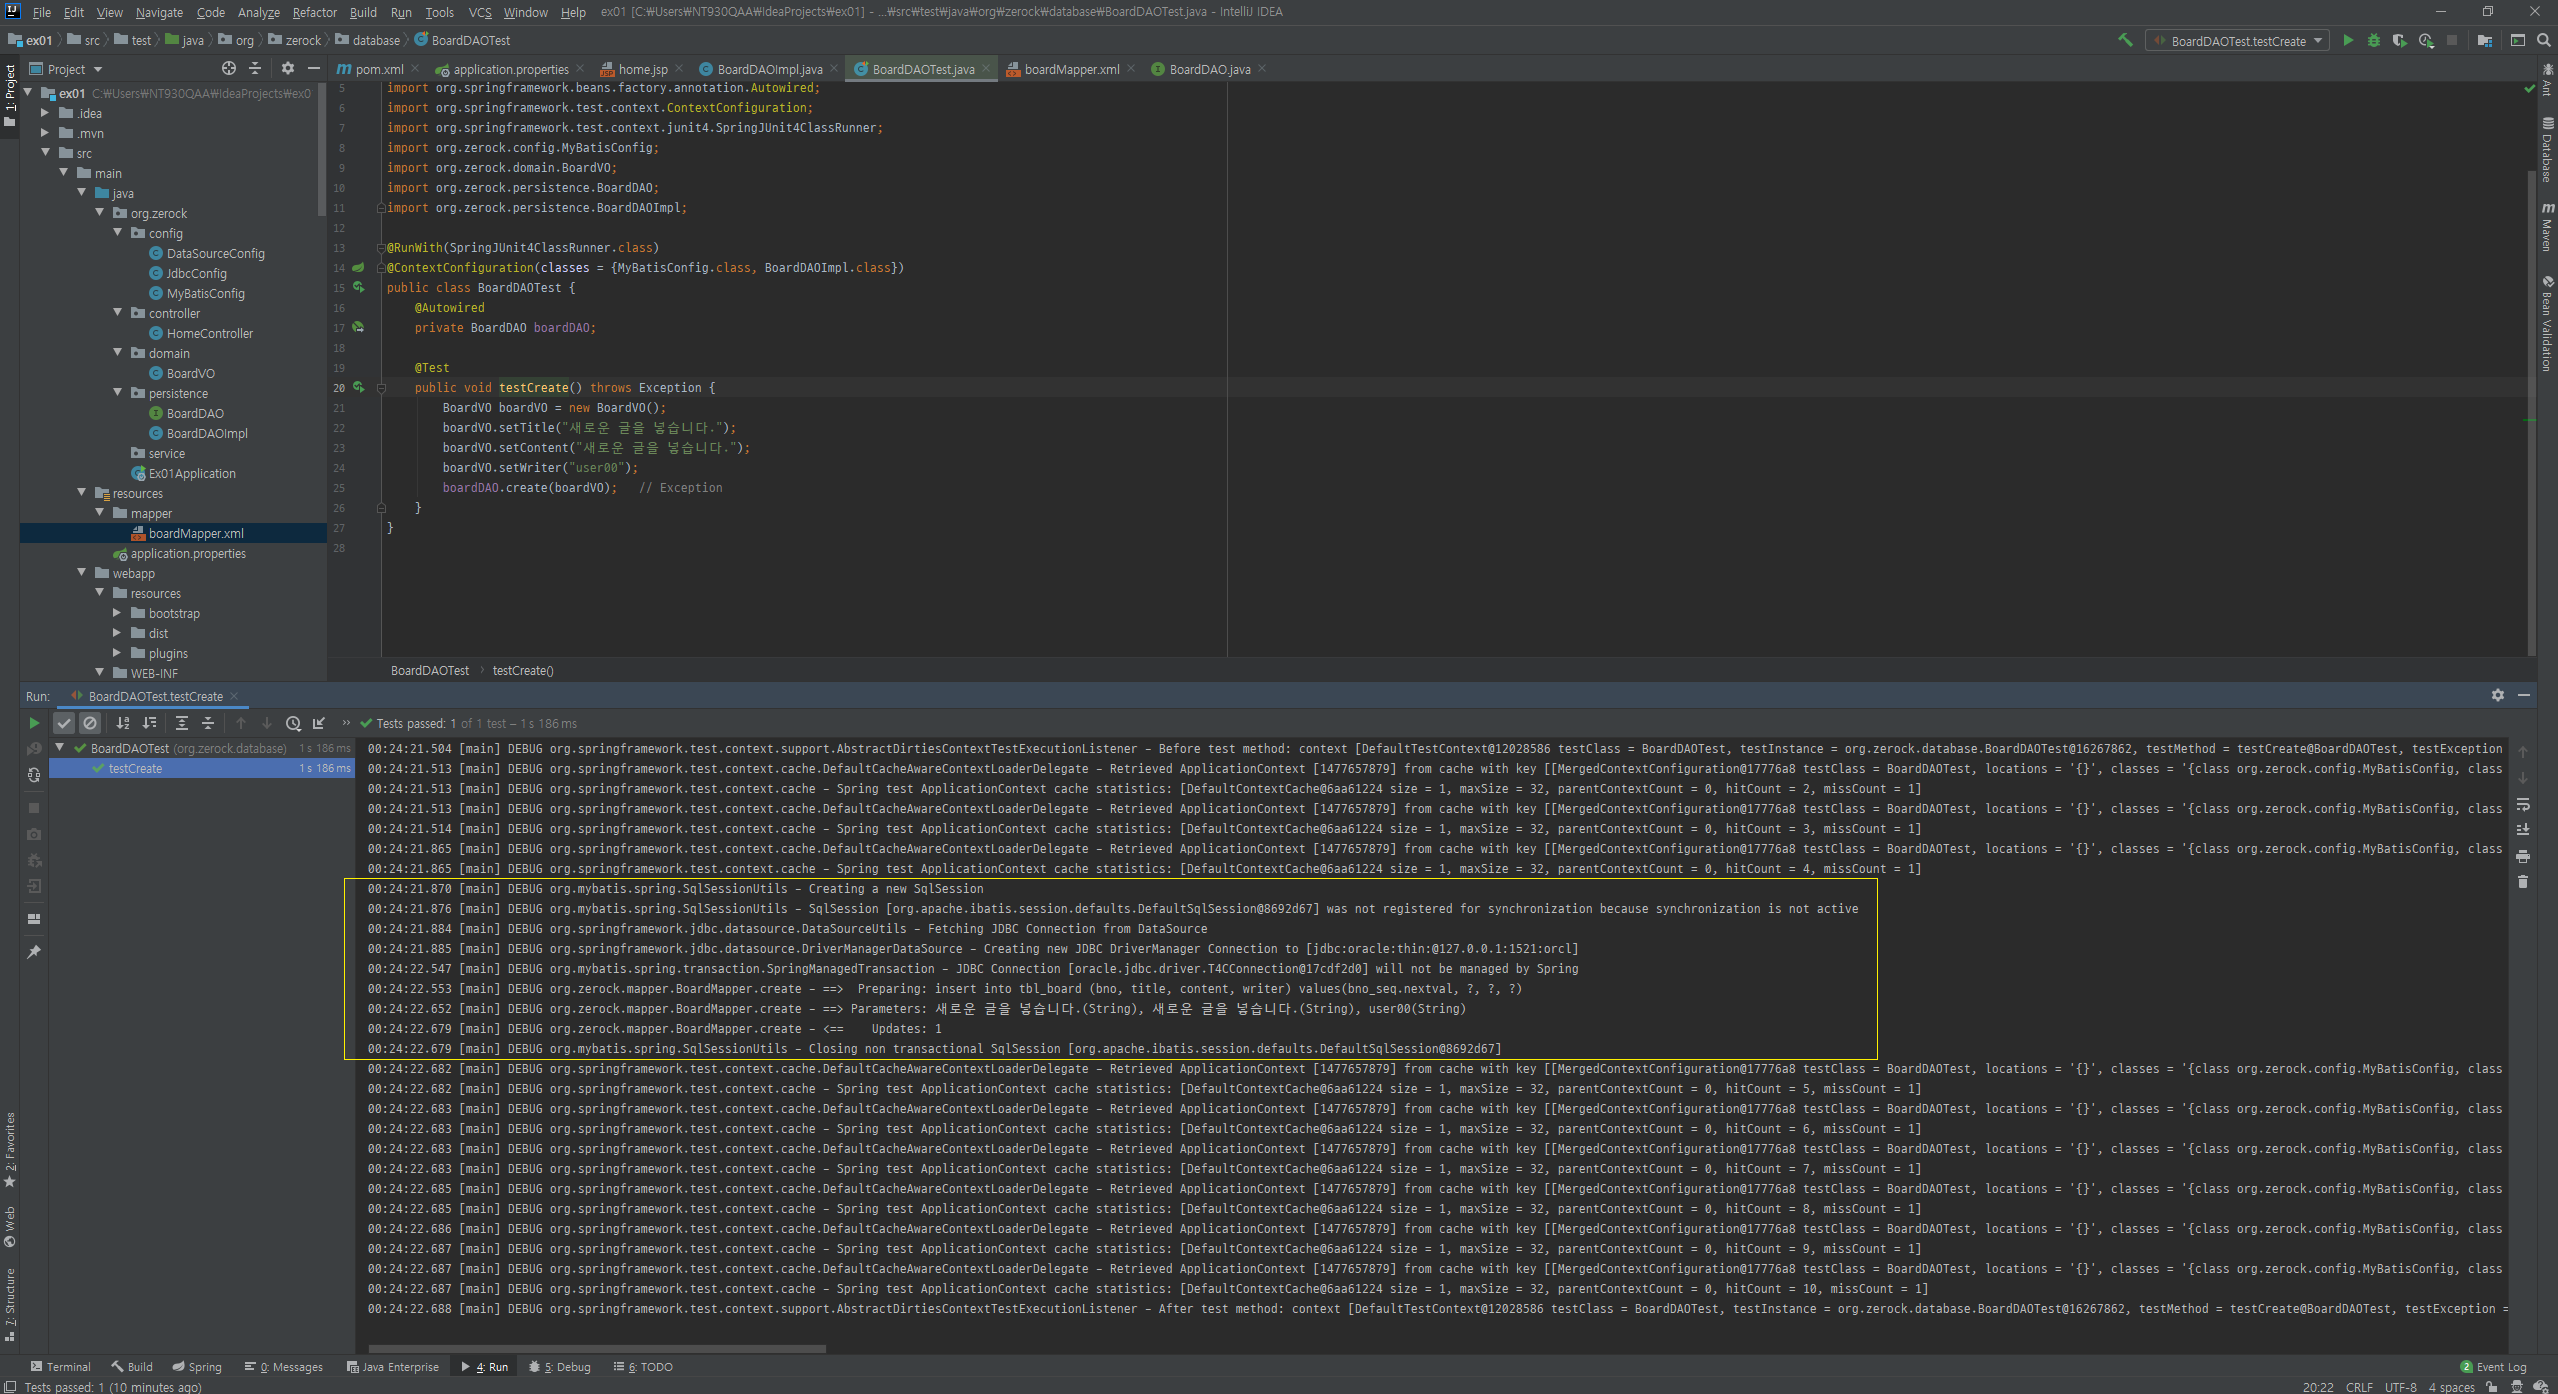 File Edit View Navigate Code Analyze Refactor Build Run Tools VCS Window Help ex01 [C:₩Users₩NT930QAA₩IdeaProjects₩ex01] - ...₩src₩test₩java₩org₩zerock₩database₩BoardDAOTest.java - IntelliJ IDEA
ex01 src test java org zerock database BoardDAOTest BoardDAOTest.testCreate
Project pom.xml application.properties home.jsp BoardDAOImpl.java BoardDAOTest.java boardMapper.xml BoardDAO.java
1: Project
Ant
Database
Maven
Bean Validation
ex01 C:₩Users₩NT930QAA₩IdeaProjects₩ex0
.idea
.mvn
src
main
java
org.zerock
config
DataSourceConfig
JdbcConfig
MyBatisConfig
controller
HomeController
domain
BoardVO
persistence
BoardDAO
BoardDAOImpl
service
Ex01Application
resources
mapper
boardMapper.xml
application.properties
webapp
resources
bootstrap
dist
plugins
WEB-INF
5 import org.springframework.beans.factory.annotation.Autowired;
6 import org.springframework.test.context.ContextConfiguration;
7 import org.springframework.test.context.junit4.SpringJUnit4ClassRunner;
8 import org.zerock.config.MyBatisConfig;
9 import org.zerock.domain.BoardVO;
10 import org.zerock.persistence.BoardDAO;
11 import org.zerock.persistence.BoardDAOImpl;
12
13 @RunWith(SpringJUnit4ClassRunner.class)
14 @ContextConfiguration(classes = {MyBatisConfig.class, BoardDAOImpl.class})
15 public class BoardDAOTest {
16 @Autowired
17 private BoardDAO boardDAO;
18
19 @Test
20 public void testCreate() throws Exception {
21 BoardVO boardVO = new BoardVO();
22 boardVO.setTitle("새로운 글을 넣습니다.");
23 boardVO.setContent("새로운 글을 넣습니다.");
24 boardVO.setWriter("user00");
25 boardDAO.create(boardVO); // Exception
26 }
27 }
28
BoardDAOTest testCreate()
Run: BoardDAOTest.testCreate
Tests passed: 1 of 1 test – 1 s 186 ms
BoardDAOTest (org.zerock.database) 1 s 186 ms
testCreate 1 s 186 ms
00:24:21.504 [main] DEBUG org.springframework.test.context.support.AbstractDirtiesContextTestExecutionListener - Before test method: context [DefaultTestContext@12028586 testClass = BoardDAOTest, testInstance = org.zerock.database.BoardDAOTest@16267862, testMethod = testCreate@BoardDAOTest, testException
00:24:21.513 [main] DEBUG org.springframework.test.context.cache.DefaultCacheAwareContextLoaderDelegate - Retrieved ApplicationContext [1477657879] from cache with key [[MergedContextConfiguration@17776a8 testClass = BoardDAOTest, locations = '{}', classes = '{class org.zerock.config.MyBatisConfig, class
00:24:21.513 [main] DEBUG org.springframework.test.context.cache - Spring test ApplicationContext cache statistics: [DefaultContextCache@6aa61224 size = 1, maxSize = 32, parentContextCount = 0, hitCount = 2, missCount = 1]
00:24:21.513 [main] DEBUG org.springframework.test.context.cache.DefaultCacheAwareContextLoaderDelegate - Retrieved ApplicationContext [1477657879] from cache with key [[MergedContextConfiguration@17776a8 testClass = BoardDAOTest, locations = '{}', classes = '{class org.zerock.config.MyBatisConfig, class
00:24:21.514 [main] DEBUG org.springframework.test.context.cache - Spring test ApplicationContext cache statistics: [DefaultContextCache@6aa61224 size = 1, maxSize = 32, parentContextCount = 0, hitCount = 3, missCount = 1]
00:24:21.865 [main] DEBUG org.springframework.test.context.cache.DefaultCacheAwareContextLoaderDelegate - Retrieved ApplicationContext [1477657879] from cache with key [[MergedContextConfiguration@17776a8 testClass = BoardDAOTest, locations = '{}', classes = '{class org.zerock.config.MyBatisConfig, class
00:24:21.865 [main] DEBUG org.springframework.test.context.cache - Spring test ApplicationContext cache statistics: [DefaultContextCache@6aa61224 size = 1, maxSize = 32, parentContextCount = 0, hitCount = 4, missCount = 1]
00:24:21.870 [main] DEBUG org.mybatis.spring.SqlSessionUtils - Creating a new SqlSession
00:24:21.876 [main] DEBUG org.mybatis.spring.SqlSessionUtils - SqlSession [org.apache.ibatis.session.defaults.DefaultSqlSession@8692d67] was not registered for synchronization because synchronization is not active
00:24:21.884 [main] DEBUG org.springframework.jdbc.datasource.DataSourceUtils - Fetching JDBC Connection from DataSource
00:24:21.885 [main] DEBUG org.springframework.jdbc.datasource.DriverManagerDataSource - Creating new JDBC DriverManager Connection to [jdbc:oracle:thin:@127.0.0.1:1521:orcl]
00:24:22.547 [main] DEBUG org.mybatis.spring.transaction.SpringManagedTransaction - JDBC Connection [oracle.jdbc.driver.T4CConnection@17cdf2d0] will not be managed by Spring
00:24:22.553 [main] DEBUG org.zerock.mapper.BoardMapper.create - ==>  Preparing: insert into tbl_board (bno, title, content, writer) values(bno_seq.nextval, ?, ?, ?)
00:24:22.652 [main] DEBUG org.zerock.mapper.BoardMapper.create - ==> Parameters: 새로운 글을 넣습니다.(String), 새로운 글을 넣습니다.(String), user00(String)
00:24:22.679 [main] DEBUG org.zerock.mapper.BoardMapper.create - <==    Updates: 1
00:24:22.679 [main] DEBUG org.mybatis.spring.SqlSessionUtils - Closing non transactional SqlSession [org.apache.ibatis.session.defaults.DefaultSqlSession@8692d67]
00:24:22.682 [main] DEBUG org.springframework.test.context.cache.DefaultCacheAwareContextLoaderDelegate - Retrieved ApplicationContext [1477657879] from cache with key [[MergedContextConfiguration@17776a8 testClass = BoardDAOTest, locations = '{}', classes = '{class org.zerock.config.MyBatisConfig, class
00:24:22.682 [main] DEBUG org.springframework.test.context.cache - Spring test ApplicationContext cache statistics: [DefaultContextCache@6aa61224 size = 1, maxSize = 32, parentContextCount = 0, hitCount = 5, missCount = 1]
00:24:22.683 [main] DEBUG org.springframework.test.context.cache.DefaultCacheAwareContextLoaderDelegate - Retrieved ApplicationContext [1477657879] from cache with key [[MergedContextConfiguration@17776a8 testClass = BoardDAOTest, locations = '{}', classes = '{class org.zerock.config.MyBatisConfig, class
00:24:22.683 [main] DEBUG org.springframework.test.context.cache - Spring test ApplicationContext cache statistics: [DefaultContextCache@6aa61224 size = 1, maxSize = 32, parentContextCount = 0, hitCount = 6, missCount = 1]
00:24:22.683 [main] DEBUG org.springframework.test.context.cache.DefaultCacheAwareContextLoaderDelegate - Retrieved ApplicationContext [1477657879] from cache with key [[MergedContextConfiguration@17776a8 testClass = BoardDAOTest, locations = '{}', classes = '{class org.zerock.config.MyBatisConfig, class
00:24:22.683 [main] DEBUG org.springframework.test.context.cache - Spring test ApplicationContext cache statistics: [DefaultContextCache@6aa61224 size = 1, maxSize = 32, parentContextCount = 0, hitCount = 7, missCount = 1]
00:24:22.685 [main] DEBUG org.springframework.test.context.cache.DefaultCacheAwareContextLoaderDelegate - Retrieved ApplicationContext [1477657879] from cache with key [[MergedContextConfiguration@17776a8 testClass = BoardDAOTest, locations = '{}', classes = '{class org.zerock.config.MyBatisConfig, class
00:24:22.685 [main] DEBUG org.springframework.test.context.cache - Spring test ApplicationContext cache statistics: [DefaultContextCache@6aa61224 size = 1, maxSize = 32, parentContextCount = 0, hitCount = 8, missCount = 1]
00:24:22.686 [main] DEBUG org.springframework.test.context.cache.DefaultCacheAwareContextLoaderDelegate - Retrieved ApplicationContext [1477657879] from cache with key [[MergedContextConfiguration@17776a8 testClass = BoardDAOTest, locations = '{}', classes = '{class org.zerock.config.MyBatisConfig, class
00:24:22.687 [main] DEBUG org.springframework.test.context.cache - Spring test ApplicationContext cache statistics: [DefaultContextCache@6aa61224 size = 1, maxSize = 32, parentContextCount = 0, hitCount = 9, missCount = 1]
00:24:22.687 [main] DEBUG org.springframework.test.context.cache.DefaultCacheAwareContextLoaderDelegate - Retrieved ApplicationContext [1477657879] from cache with key [[MergedContextConfiguration@17776a8 testClass = BoardDAOTest, locations = '{}', classes = '{class org.zerock.config.MyBatisConfig, class
00:24:22.687 [main] DEBUG org.springframework.test.context.cache - Spring test ApplicationContext cache statistics: [DefaultContextCache@6aa61224 size = 1, maxSize = 32, parentContextCount = 0, hitCount = 10, missCount = 1]
00:24:22.688 [main] DEBUG org.springframework.test.context.support.AbstractDirtiesContextTestExecutionListener - After test method: context [DefaultTestContext@12028586 testClass = BoardDAOTest, testInstance = org.zerock.database.BoardDAOTest@16267862, testMethod = testCreate@BoardDAOTest, testException =
2: Favorites
Web
7: Structure
Terminal Build Spring 0: Messages Java Enterprise 4: Run 5: Debug 6: TODO 2 Event Log
Tests passed: 1 (10 minutes ago) 20:22 CRLF UTF-8 4 spaces